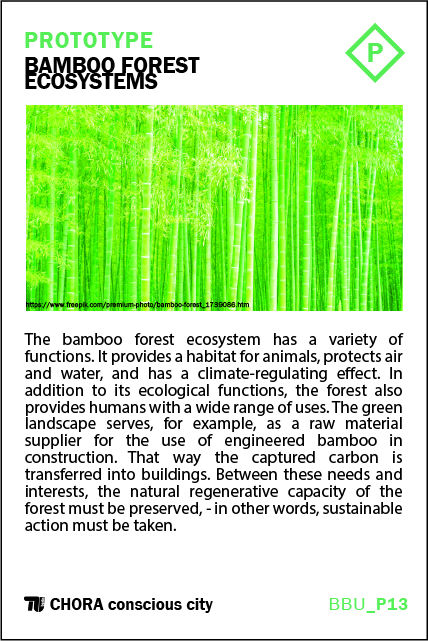 PROTOTYPE
BAMBOO FOREST
ECOSYSTEMS
P
https://www.freepik.com/premium-photo/bamboo-forest_1739086.htm
The bamboo forest ecosystem has a variety of
functions. It provides a habitat for animals, protects air
and water, and has a climate-regulating effect. In
addition to its ecological functions, the forest also
provides humans with a wide range of uses. The green
landscape serves, for example, as a raw material
supplier for the use of engineered bamboo in
construction. That way the captured carbon is
transferred into buildings. Between these needs and
interests, the natural regenerative capacity of the
forest must be preserved, - in other words, sustainable
action must be taken.
CHORA conscious city
BBU_P13